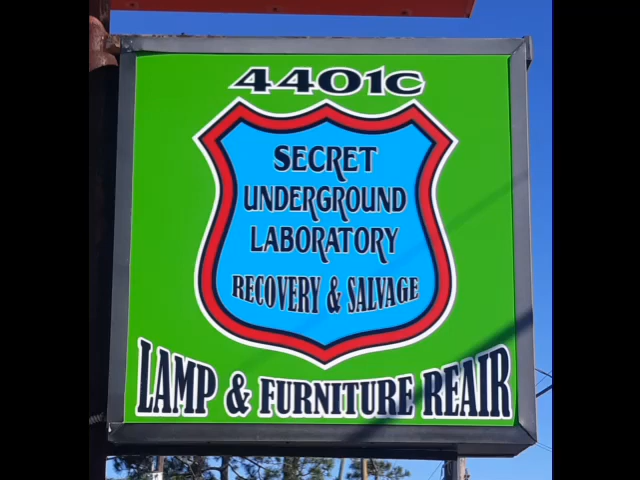 4401C
SECRET
UNDERGROUND
LABORATORY
RECOVERY & SALVAGE
LAMP & FURNITURE REAIR